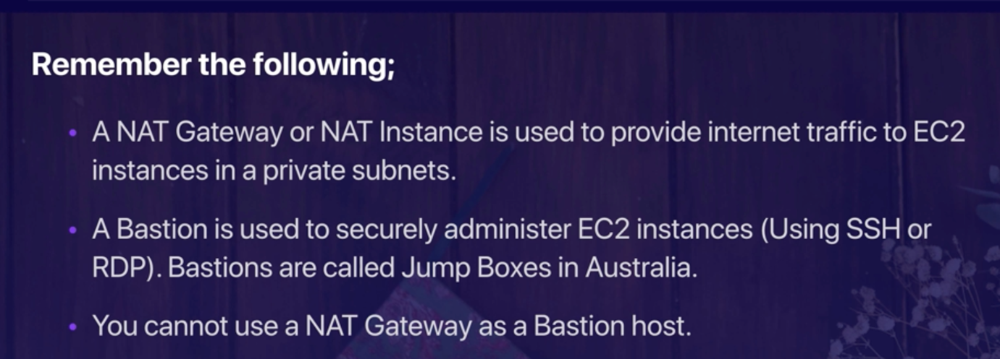 Remember the following;
• A NAT Gateway or NAT Instance is used to provide internet traffic to EC2
instances in a private subnets.
• A Bastion is used to securely administer EC2 instances (Using SSH or
RDP). Bastions are called Jump Boxes in Australia.
• You cannot use a NAT Gateway as a Bastion host.